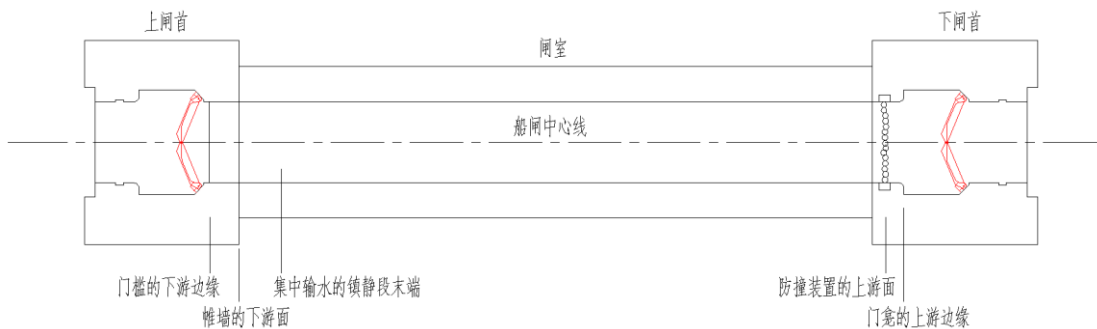 上闸首
下闸首
闸室
船闸中心线
门槛的下游边缘
集中输水的镇静段末端
防撞装置的上游面
帷墙的下游面
门龛的上游边缘